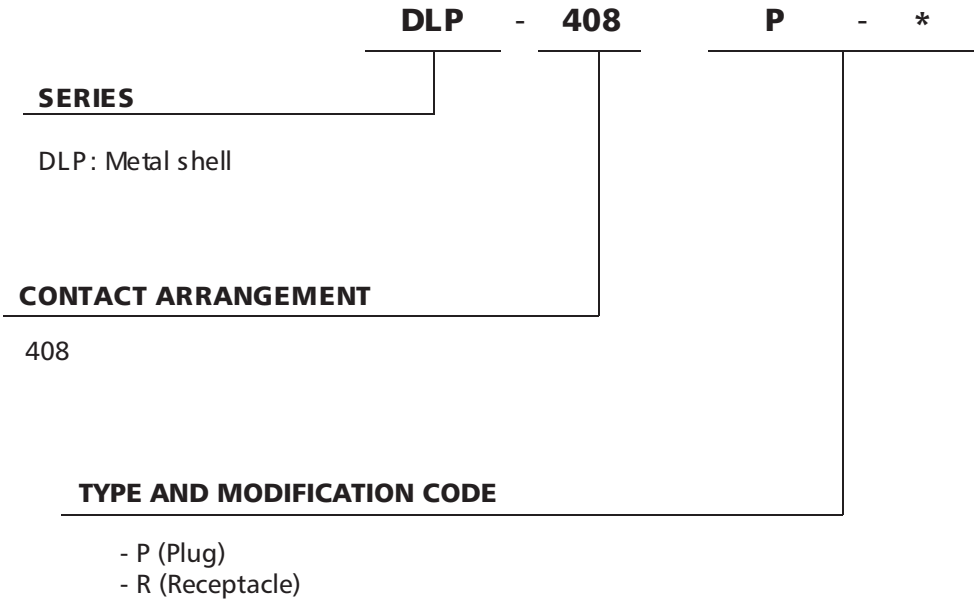 DLP - 408 P - *
SERIES
DLP: Metal shell
CONTACT ARRANGEMENT
408
TYPE AND MODIFICATION CODE
- P (Plug)
- R (Receptacle)